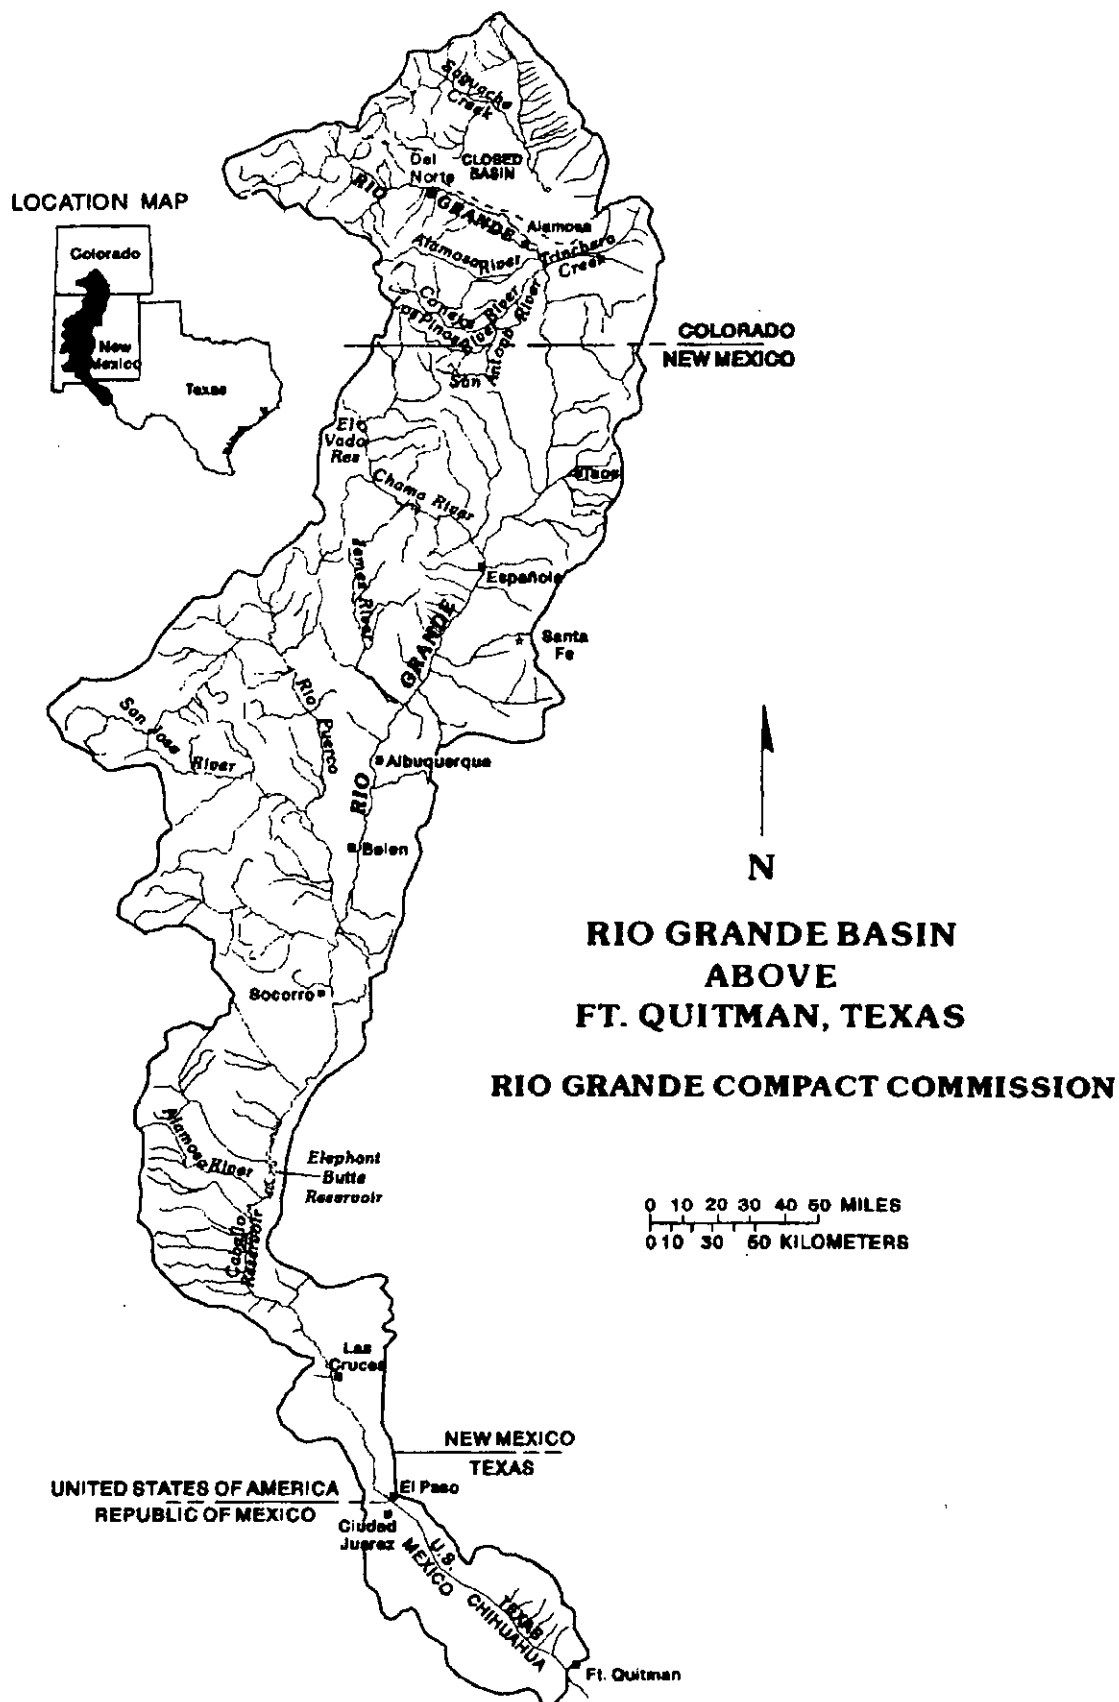 Saguache
Creek
Del
Norte
CLOSED
BASIN
RIO
GRANDE
Alamosa
Alamosa River
Trinchera
Creek
LOCATION MAP
Colorado
New
Mexico
Texas
Conejos River
Los Pinos River
San Antonio River
COLORADO
NEW MEXICO
El
Vado
Res
Taos
Chama River
Jemez River
Española
GRANDE
Santa
Fe
Rio Puerco
San Jose
River
Albuquerque
RIO
Belen
N
RIO GRANDE BASIN
ABOVE
FT. QUITMAN, TEXAS
Socorro
RIO GRANDE COMPACT COMMISSION
Alamosa River
Elephant
Butte
Reservoir
0 10 20 30 40 50 MILES
0 10 30 50 KILOMETERS
Caballo
Reservoir
Las
Cruces
NEW MEXICO
TEXAS
UNITED STATES OF AMERICA
REPUBLIC OF MEXICO
El Paso
Ciudad
Juarez
U.S.
MEXICO
TEXAS
CHIHUAHUA
Ft. Quitman